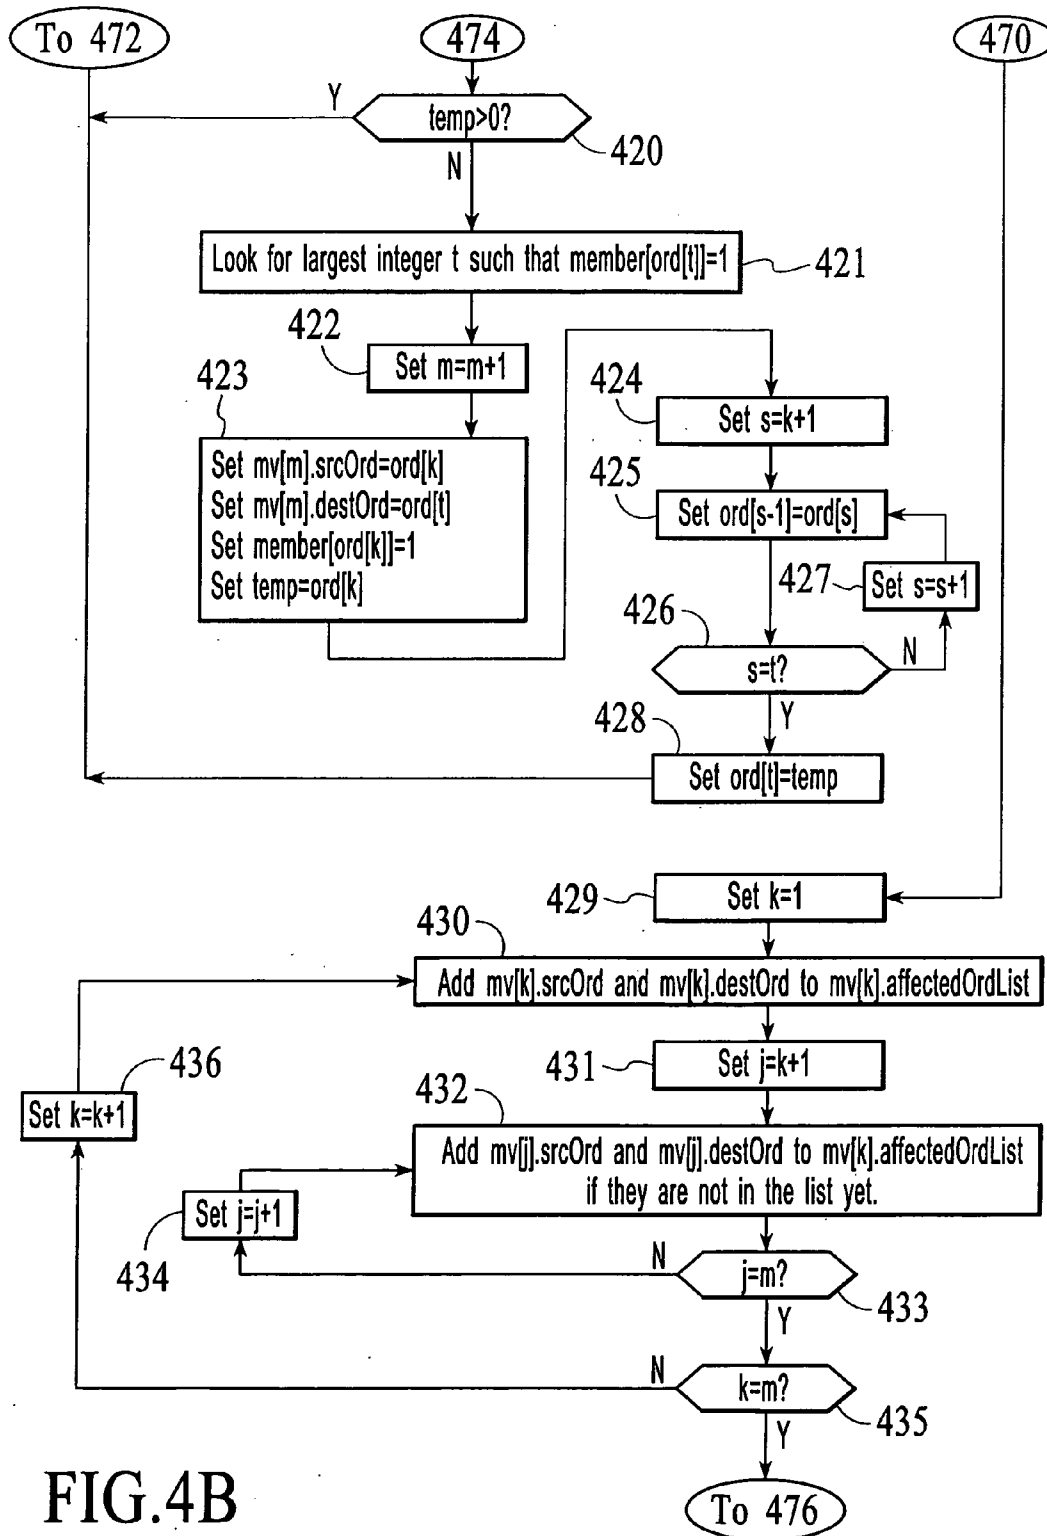 To 472
474
470
Y
temp>0?
420
N
Look for largest integer t such that member[ord[t]]=1
421
422
Set m=m+1
423
Set mv[m].srcOrd=ord[k]
Set mv[m].destOrd=ord[t]
Set member[ord[k]]=1
Set temp=ord[k]
424
Set s=k+1
425
Set ord[s-1]=ord[s]
427
Set s=s+1
426
s=t?
N
Y
428
Set ord[t]=temp
429
Set k=1
430
Add mv[k].srcOrd and mv[k].destOrd to mv[k].affectedOrdList
431
Set j=k+1
436
Set k=k+1
432
Add mv[j].srcOrd and mv[j].destOrd to mv[k].affectedOrdList
if they are not in the list yet.
Set j=j+1
434
N
j=m?
433
Y
N
k=m?
435
Y
To 476
FIG.4B